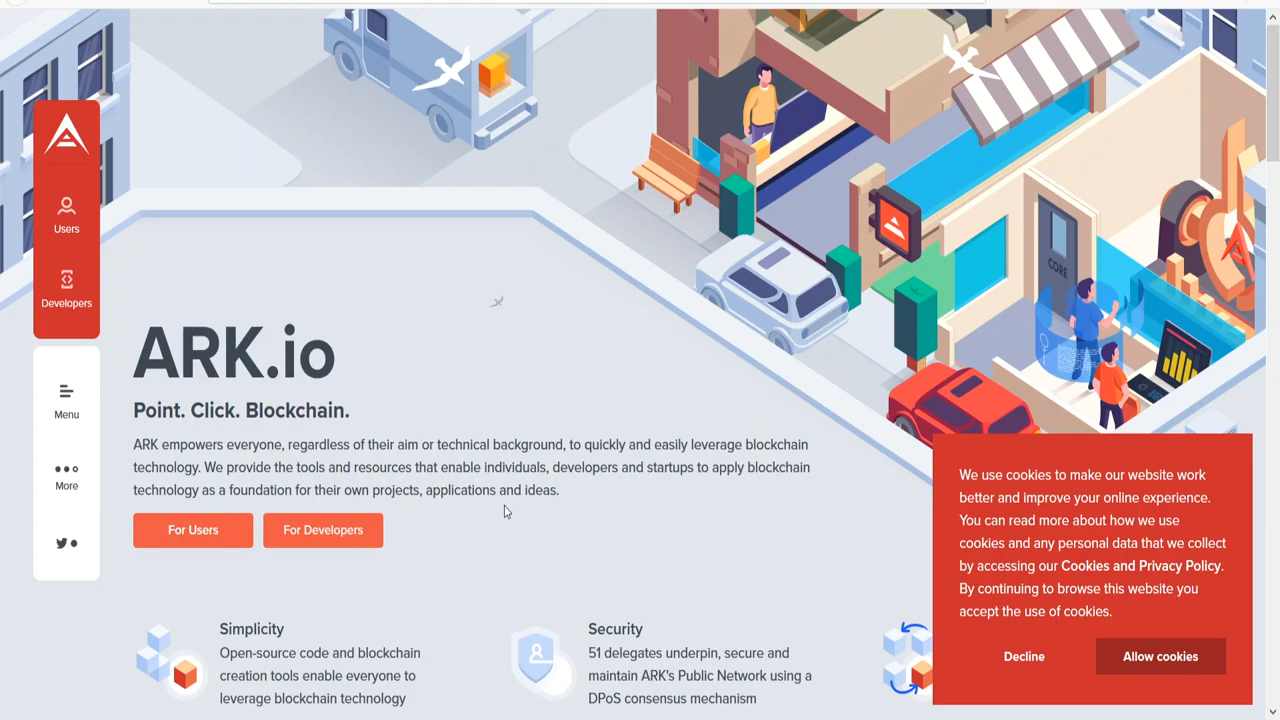 Users
Developers
Menu
More
CORE
ARK.io
Point. Click. Blockchain.
ARK empowers everyone, regardless of their aim or technical background, to quickly and easily leverage blockchain
technology. We provide the tools and resources that enable individuals, developers and startups to apply blockchain
technology as a foundation for their own projects, applications and ideas.
For Users
For Developers
Simplicity
Open-source code and blockchain
creation tools enable everyone to
leverage blockchain technology
Security
51 delegates underpin, secure and
maintain ARK's Public Network using a
DPoS consensus mechanism
We use cookies to make our website work
better and improve your online experience.
You can read more about how we use
cookies and any personal data that we collect
by accessing our Cookies and Privacy Policy.
By continuing to browse this website you
accept the use of cookies.
Decline
Allow cookies